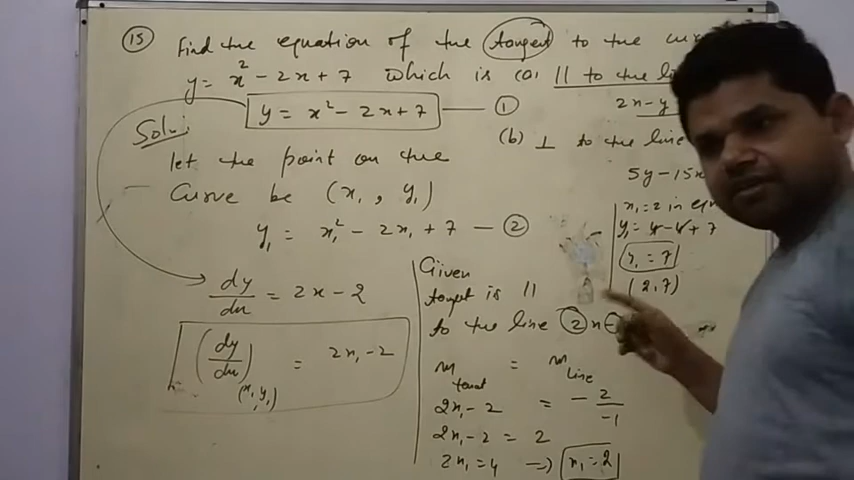 15 Find the equation of the tangent to the cur
y = x² - 2x + 7 which is (a) || to the line
2x - y
y = x² - 2x + 7 — ①
(b) ⊥ to the line
Soln:
5y - 15x
let the point on the
Curve be (x₁, y₁)
y₁ = x₁² - 2x₁ + 7 — ②
dy/dx = 2x - 2
(dy/dx)(x₁, y₁) = 2x₁ - 2
Given
tangent is ||
to the line 2x -
m tangent = m line
2x₁ - 2 = - 2/-1
2x₁ - 2 = 2
2x₁ = 4 ⇒ x₁ = 2
x₁ = 2 in eq
y₁ = 4 - 4 + 7
y₁ = 7
(2, 7)